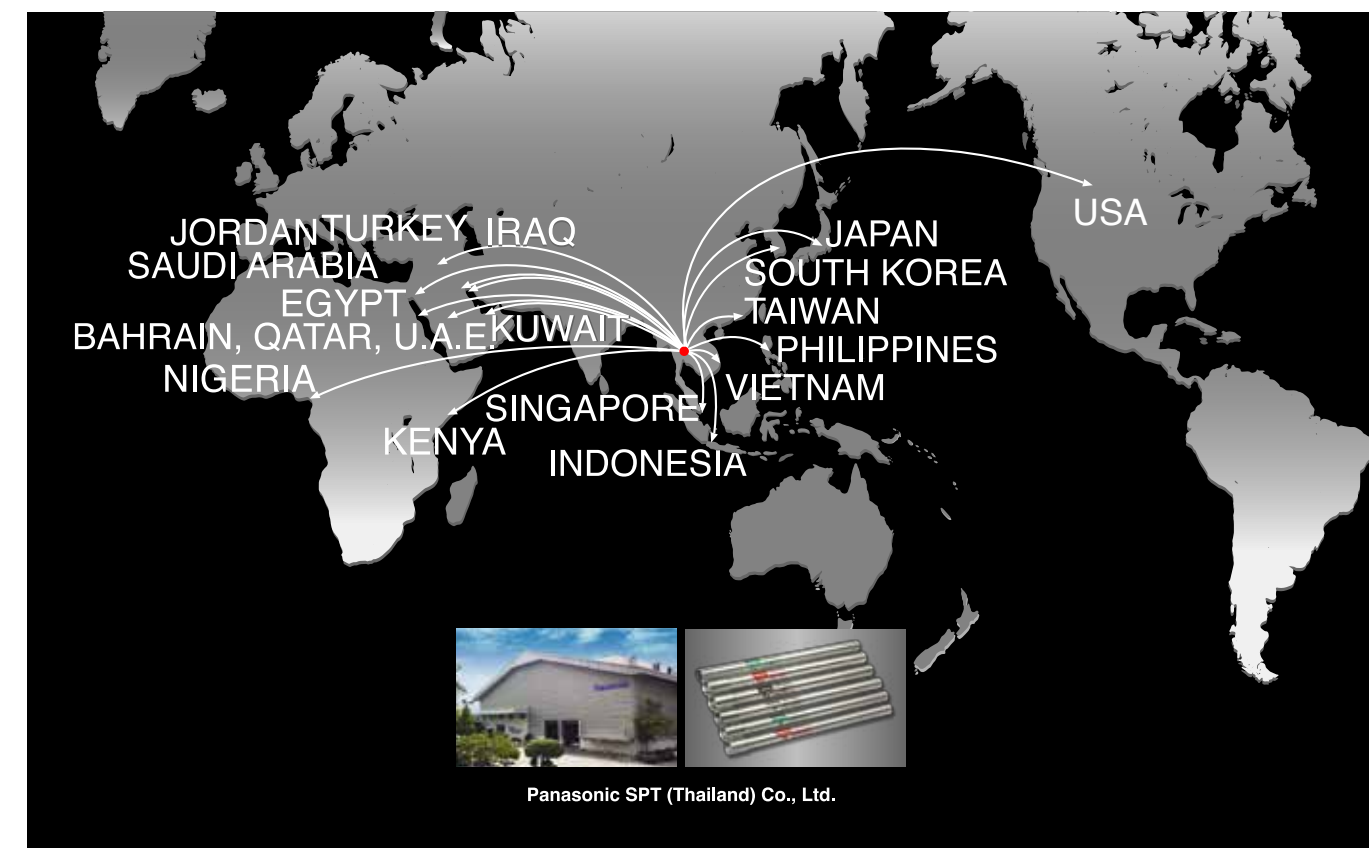 JORDAN TURKEY IRAQ
USA
JAPAN
SAUDI ARABIA
SOUTH KOREA
EGYPT
TAIWAN
BAHRAIN, QATAR, U.A.E.
KUWAIT
PHILIPPINES
NIGERIA
VIETNAM
SINGAPORE
KENYA
INDONESIA
Panasonic SPT (Thailand) Co., Ltd.